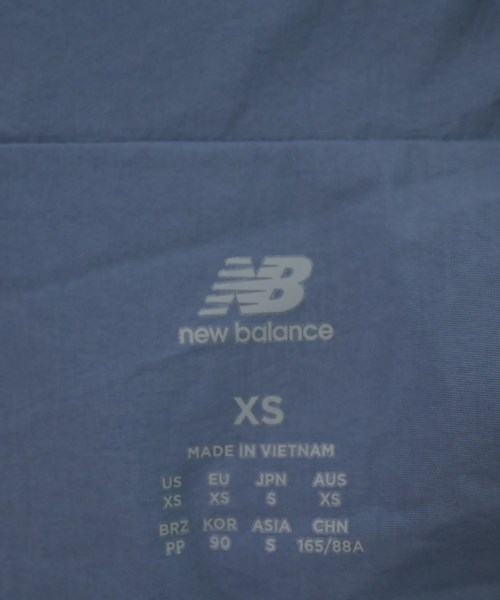 NB
new balance
XS
MADE IN VIETNAM
US EU JPN AUS
XS XS S XS
BRZ KOR ASIA CHN
PP 90 S 165/88A